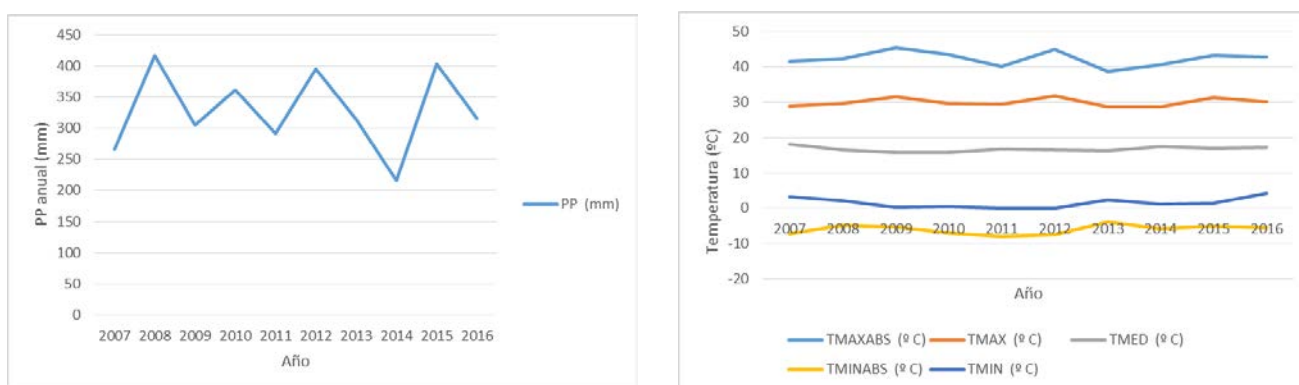 450
400
350
300
250
200
150
100
50
0
PP anual (mm)
2007 2008 2009 2010 2011 2012 2013 2014 2015 2016
Año
PP (mm)
50
40
30
20
10
0
-10
-20
Temperatura (ºC)
2007 2008 2009 2010 2011 2012 2013 2014 2015 2016
Año
TMAXABS (º C) TMAX (º C) TMED (º C)
TMINABS (º C) TMIN (º C)